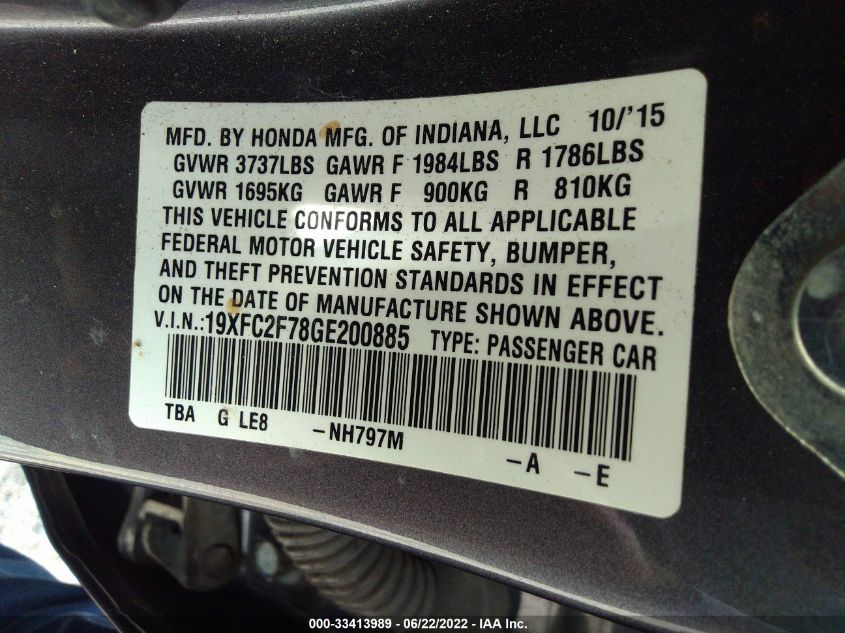 MFD. BY HONDA MFG. OF INDIANA, LLC 10/'15
GVWR 3737LBS GAWR F 1984LBS R 1786LBS
GVWR 1695KG GAWR F 900KG R 810KG
THIS VEHICLE CONFORMS TO ALL APPLICABLE
FEDERAL MOTOR VEHICLE SAFETY, BUMPER,
AND THEFT PREVENTION STANDARDS IN EFFECT
ON THE DATE OF MANUFACTURE SHOWN ABOVE.
V.I.N.:19XFC2F78GE200885 TYPE: PASSENGER CAR
TBA G LE8 -NH797M -A -E
000-33413989 - 06/22/2022 - IAA Inc.